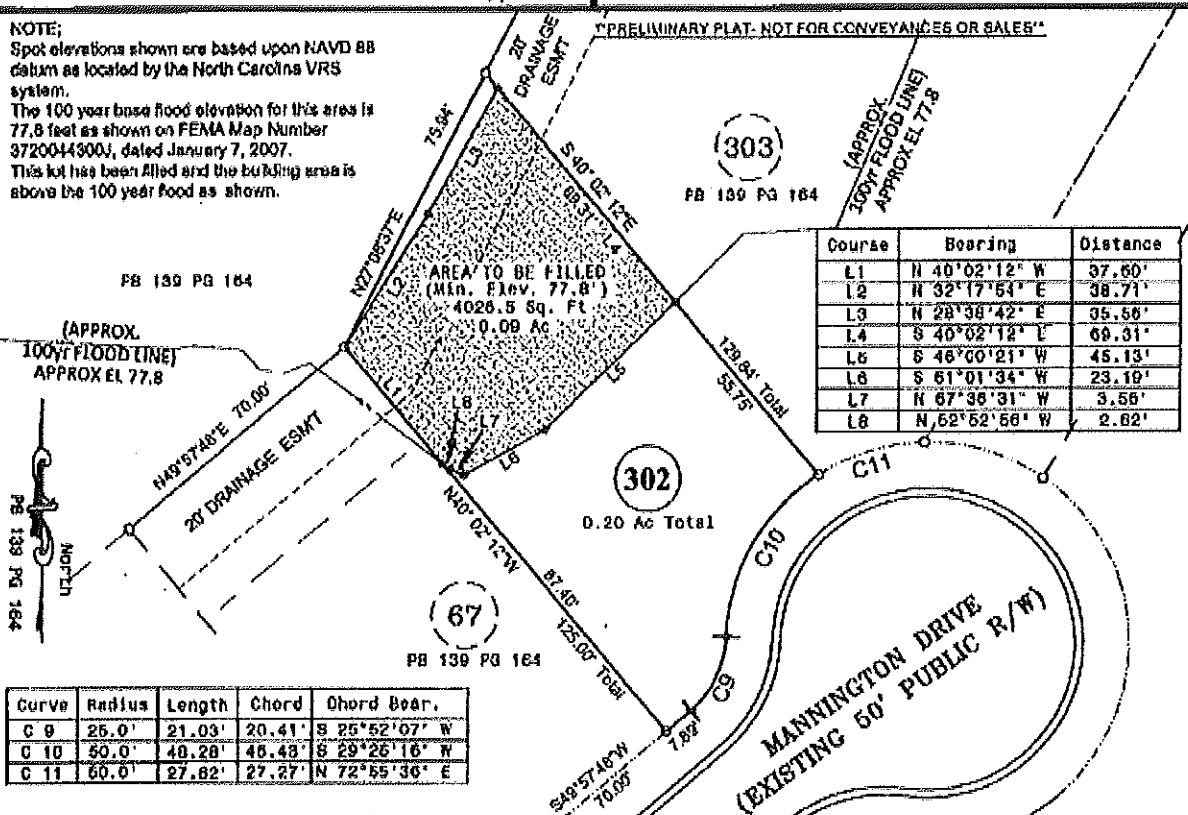 NOTE;
Spot elevations shown are based upon NAVD 88
datum as located by the North Carolina VRS
system.
The 100 year base flood elevation for this area is
77.8 feet as shown on FEMA Map Number
3720044300J, dated January 7, 2007.
This lot has been filled and the building area is
above the 100 year flood as shown.
"PRELIMINARY PLAT- NOT FOR CONVEYANCES OR SALES"
20'
DRAINAGE
ESMT
75.94'
N27°08'37"E
L3
L2
S 40° 02' 12"E
69.31'
L4
303
PB 139 PG 164
(APPROX.
100yr FLOOD LINE)
APPROX EL 77.8
PB 139 PG 164
AREA TO BE FILLED
(Min. Elev. 77.8')
4026.5 Sq. Ft
0.09 Ac
Course Bearing Distance
L1 N 40°02'12" W 37.60'
L2 N 32°17'54" E 38.71'
L3 N 28°38'42" E 35.56'
L4 S 40°02'12" E 69.31'
L5 S 46°00'21" W 45.13'
L6 S 61°01'34" W 23.19'
L7 N 67°36'31" W 3.56'
L8 N 52°52'56" W 2.62'
(APPROX.
100yr FLOOD LINE)
APPROX EL 77.8
L1
L8
L7
L6
L5
129.84' Total
55.75'
N49°57'48"E 70.00'
20' DRAINAGE ESMT
302
0.20 Ac Total
N40° 02' 12"W
87.40'
125.00' Total
67
PB 139 PG 164
NORTH
PB 139 PG 164
C11
C10
C9
7.89'
S49°57'48"W
70.00'
MANNINGTON DRIVE
(EXISTING 50' PUBLIC R/W)
Curve Radius Length Chord Chord Bear.
C 9 25.0' 21.03' 20.41' S 25°52'07" W
C 10 50.0' 48.28' 46.43' S 29°26'16" W
C 11 50.0' 27.62' 27.27' N 72°55'36" E